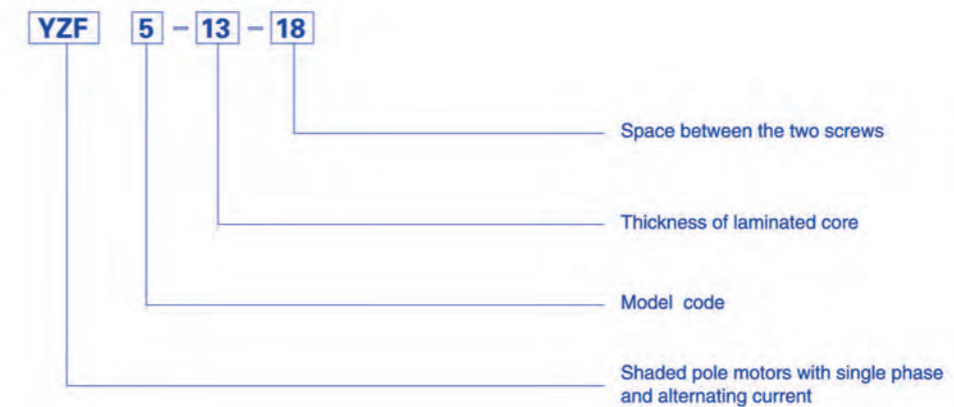 YZF 5 - 13 - 18
Space between the two screws
Thickness of laminated core
Model code
Shaded pole motors with single phase
and alternating current